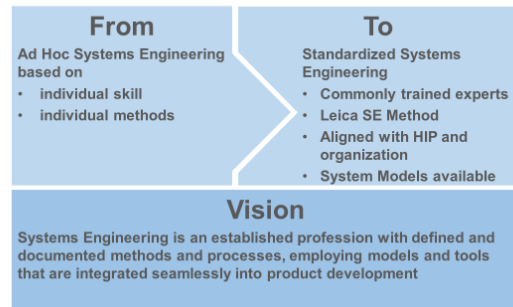 From
Ad Hoc Systems Engineering
based on
• individual skill
• individual methods
To
Standardized Systems
Engineering
• Commonly trained experts
• Leica SE Method
• Aligned with HIP and
organization
• System Models available
Vision
Systems Engineering is an established profession with defined and
documented methods and processes, employing models and tools
that are integrated seamlessly into product development